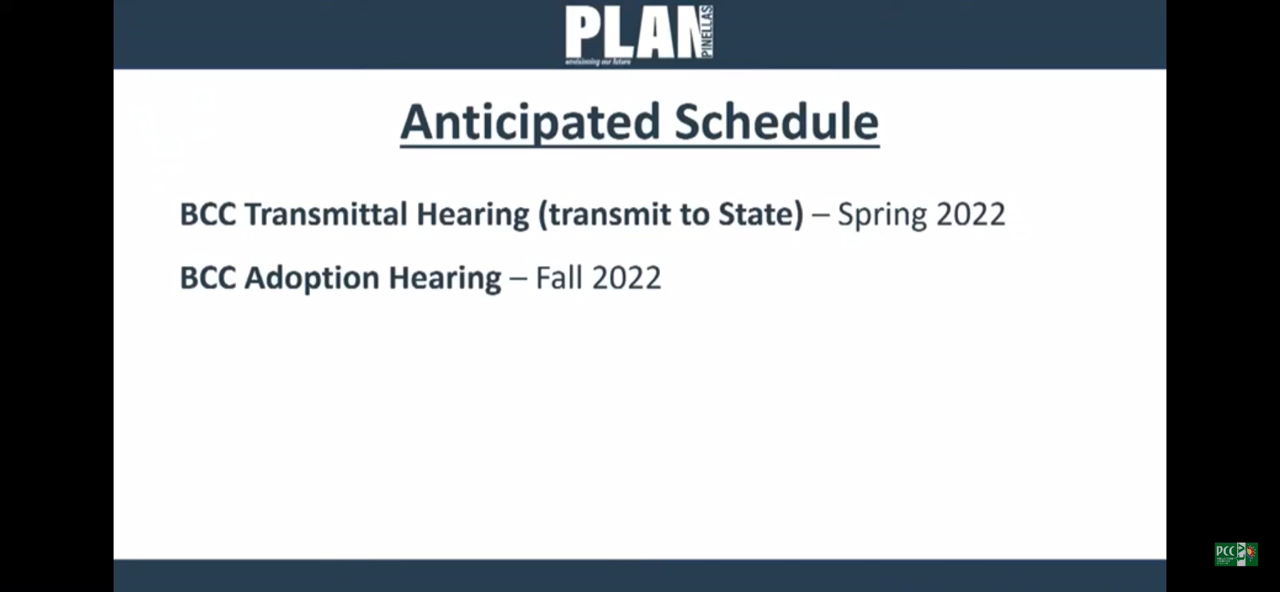 PLAN
PINELLAS
envisioning our future
Anticipated Schedule
BCC Transmittal Hearing (transmit to State) – Spring 2022
BCC Adoption Hearing – Fall 2022
PCC TV